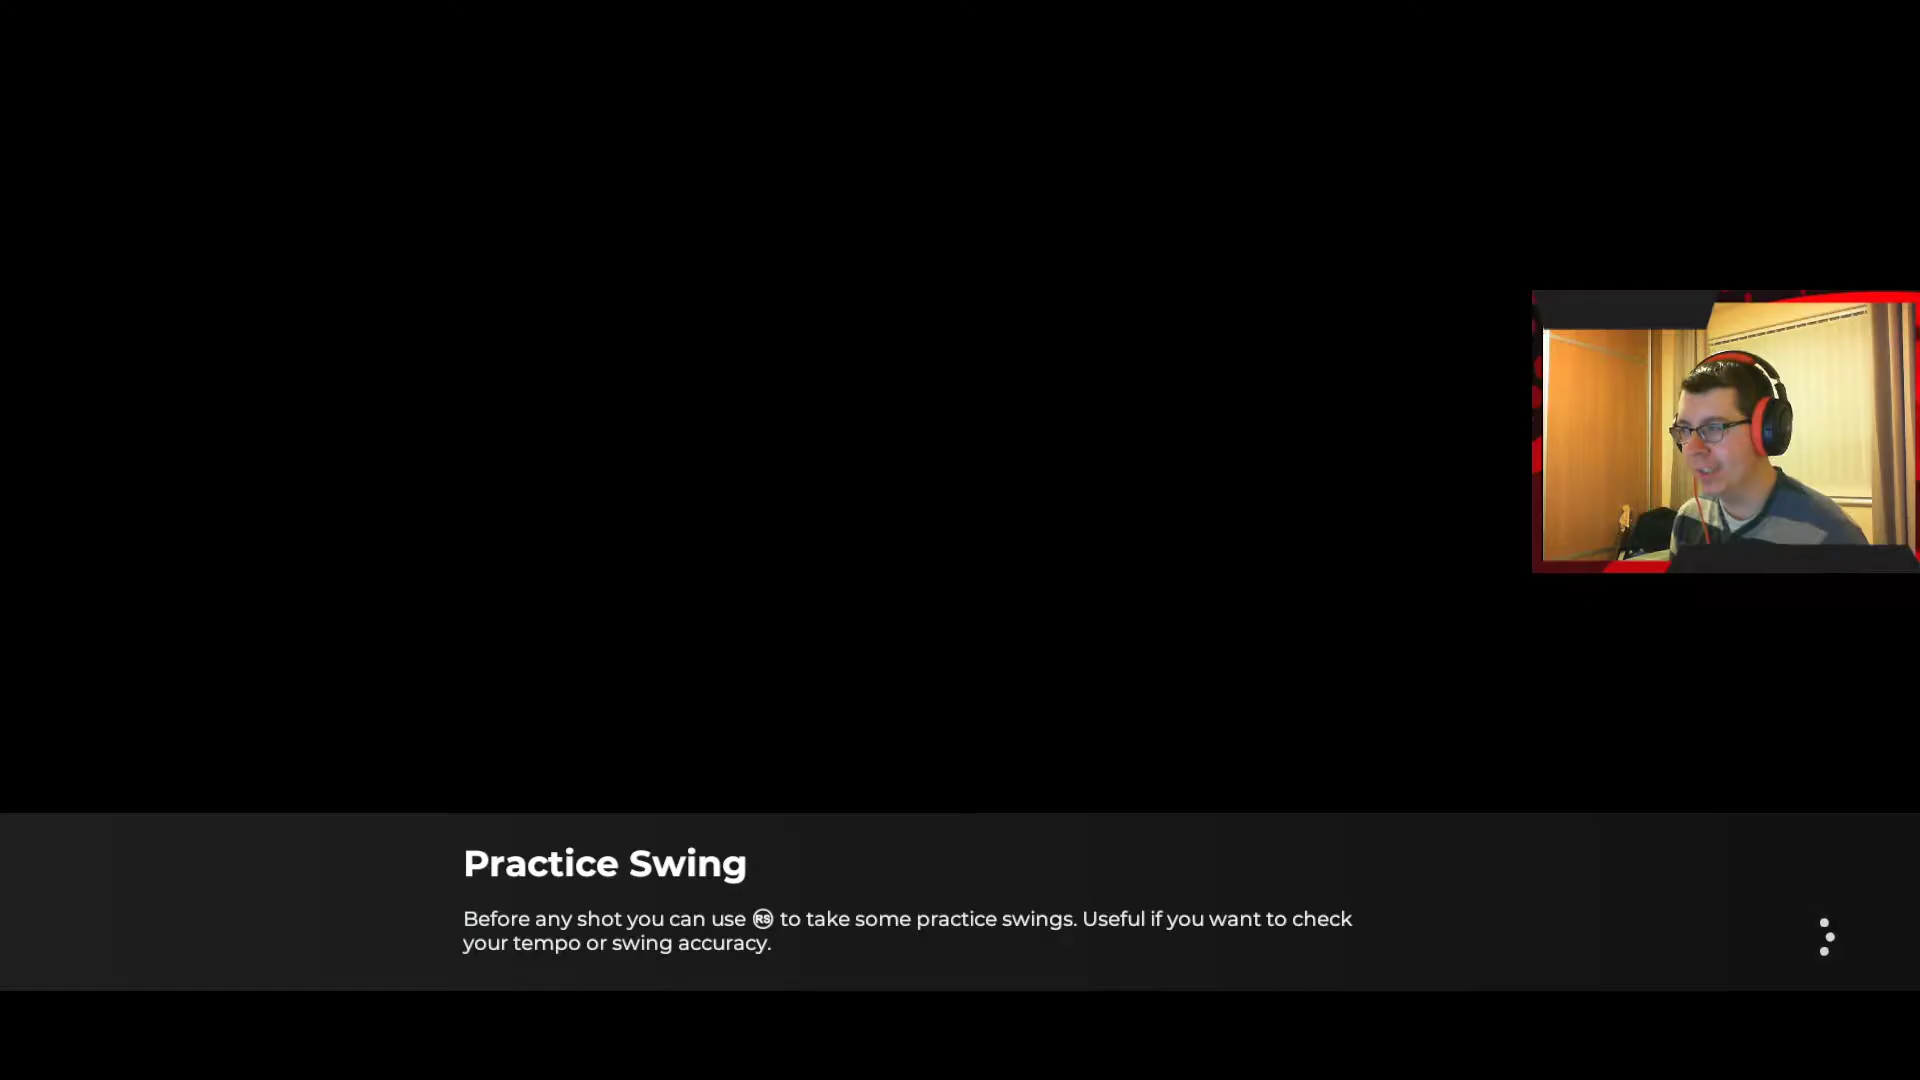 Practice Swing
Before any shot you can use RS to take some practice swings. Useful if you want to check
your tempo or swing accuracy.